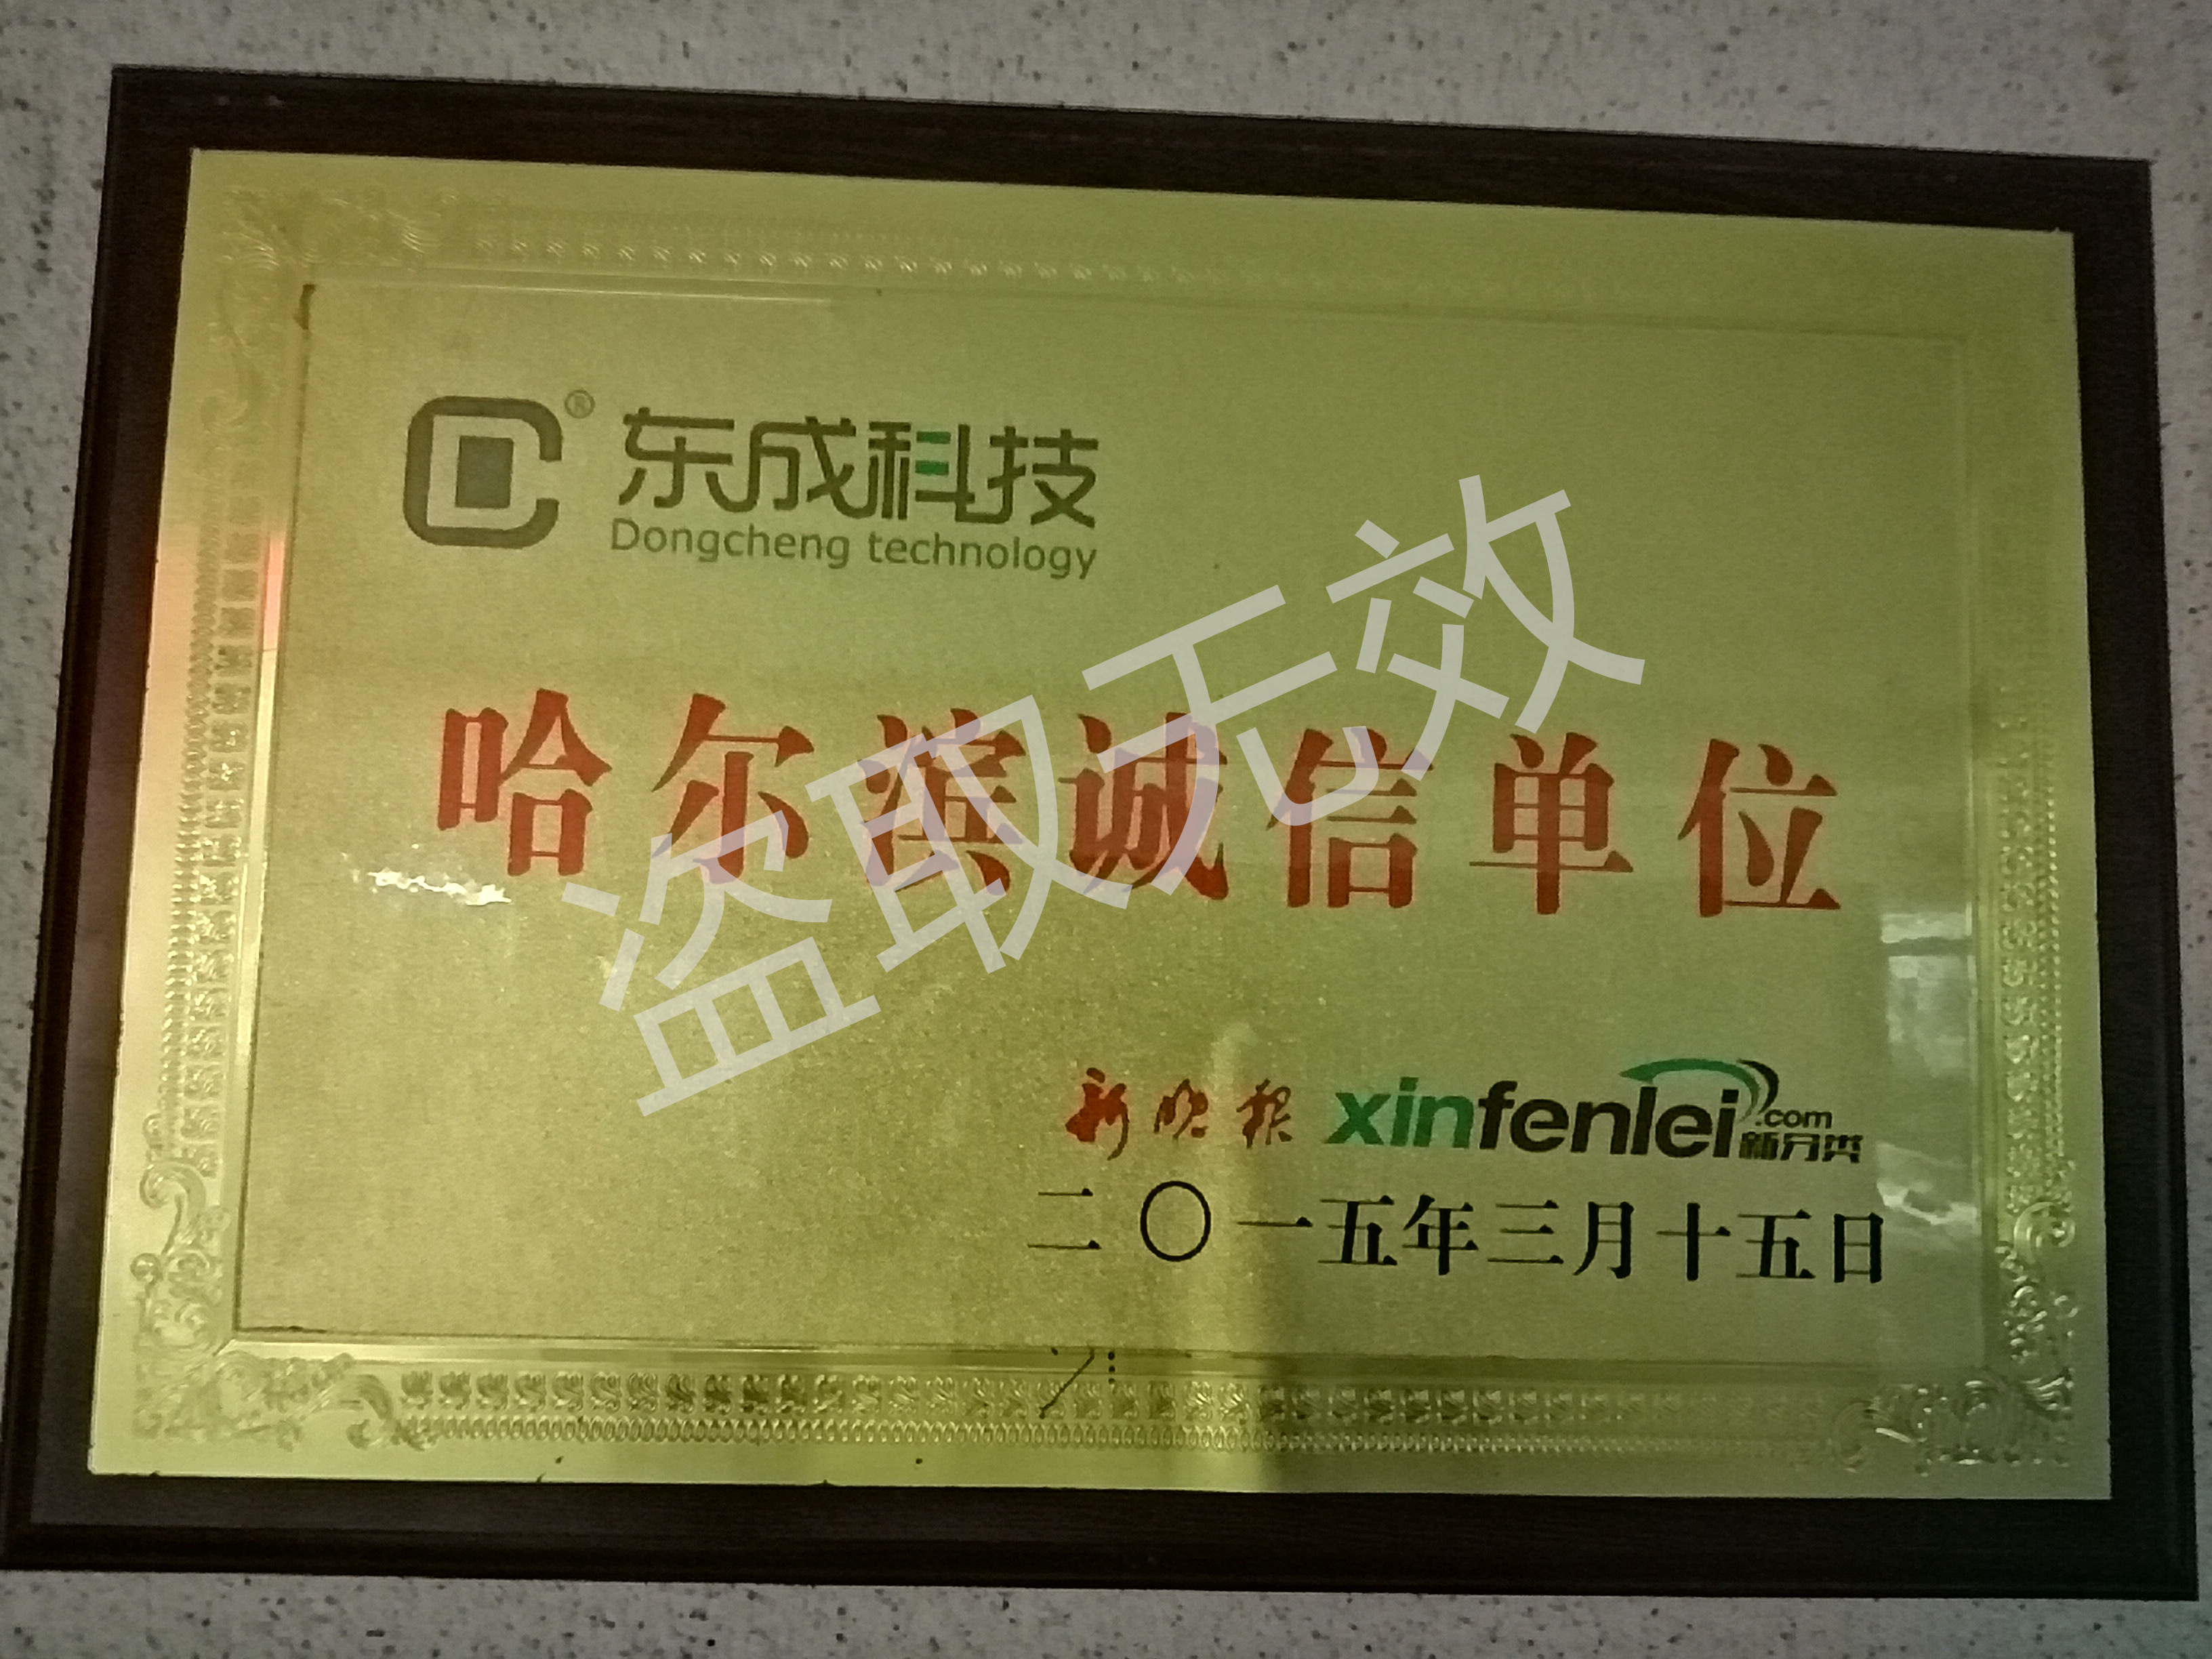 ® 东成科技
Dongcheng technology
哈尔滨诚信单位
盗取无效
新晚报 xinfenlei.com 新分类
二〇一五年三月十五日